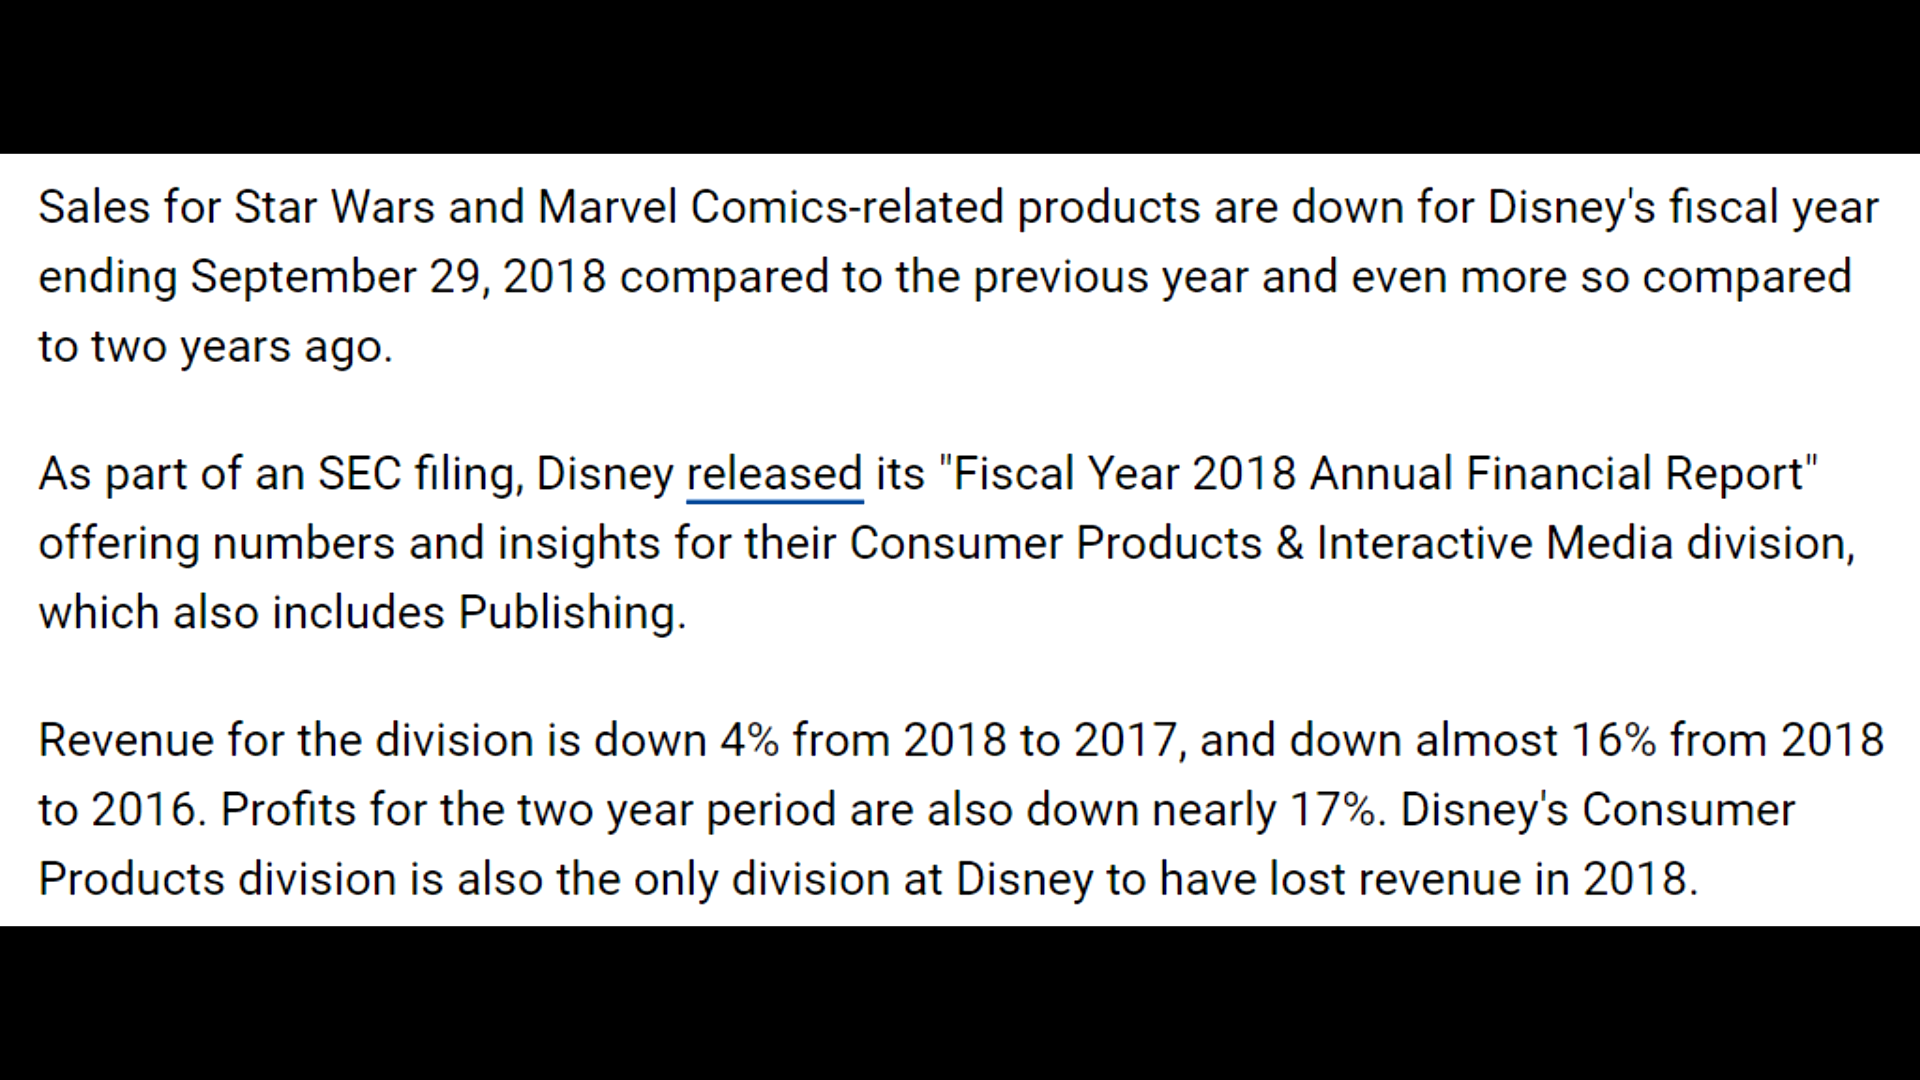 Sales for Star Wars and Marvel Comics-related products are down for Disney's fiscal year
ending September 29, 2018 compared to the previous year and even more so compared
to two years ago.
As part of an SEC filing, Disney released its "Fiscal Year 2018 Annual Financial Report"
offering numbers and insights for their Consumer Products & Interactive Media division,
which also includes Publishing.
Revenue for the division is down 4% from 2018 to 2017, and down almost 16% from 2018
to 2016. Profits for the two year period are also down nearly 17%. Disney's Consumer
Products division is also the only division at Disney to have lost revenue in 2018.